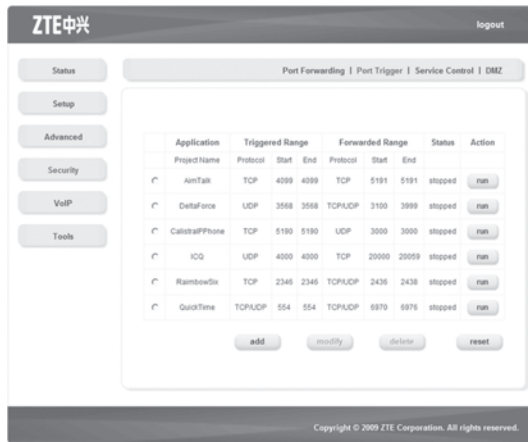 ZTE中兴
logout
Status
Setup
Advanced
Security
VoIP
Tools
Port Forwarding | Port Trigger | Service Control | DMZ
Application Triggered Range Forwarded Range Status Action
Project Name Protocol Start End Protocol Start End
AimTalk TCP 4099 4099 TCP 5191 5191 stopped run
DeltaForce UDP 3568 3568 TCP/UDP 3100 3999 stopped run
CalistralPPhone TCP 5190 5190 UDP 3000 3000 stopped run
ICQ UDP 4000 4000 TCP 20000 20059 stopped run
RaimbowSix TCP 2346 2346 TCP/UDP 2436 2438 stopped run
QuickTime TCP/UDP 554 554 TCP/UDP 6970 6976 stopped run
add modify delete reset
Copyright © 2009 ZTE Corporation. All rights reserved.